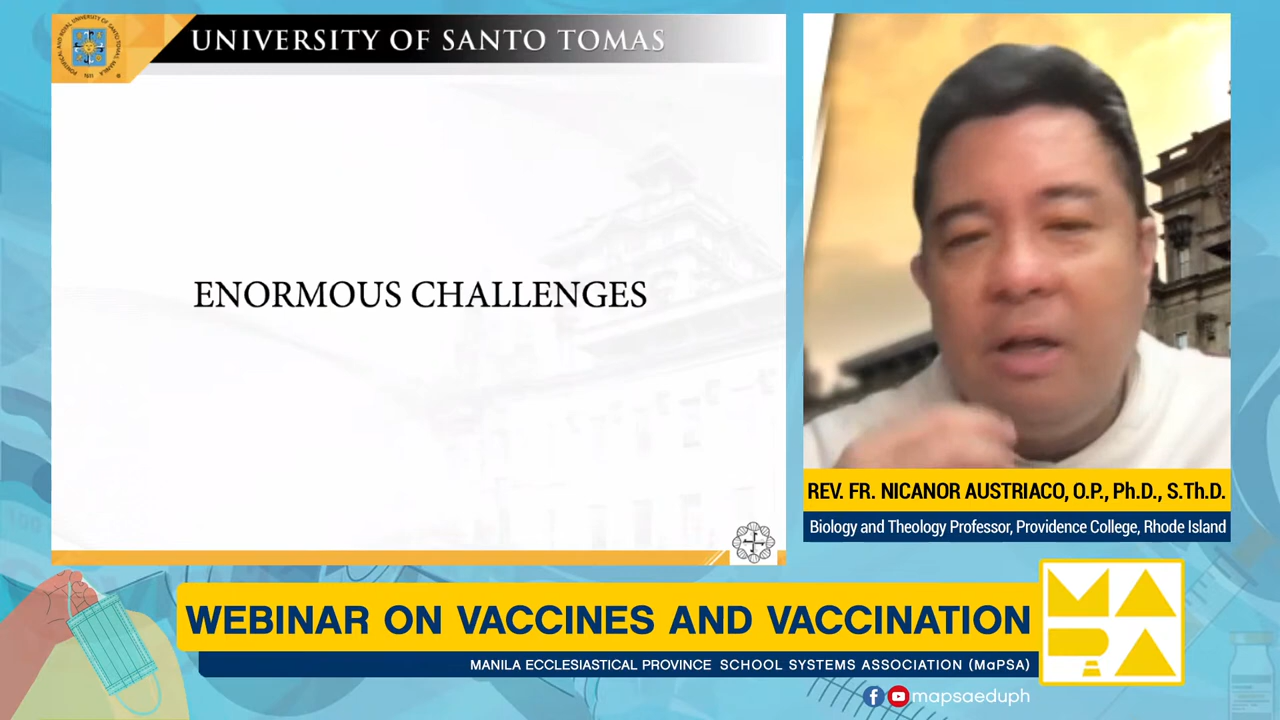 UNIVERSITY OF SANTO TOMAS
ENORMOUS CHALLENGES
REV. FR. NICANOR AUSTRIACO, O.P., Ph.D., S.Th.D.
Biology and Theology Professor, Providence College, Rhode Island
WEBINAR ON VACCINES AND VACCINATION
MANILA ECCLESIASTICAL PROVINCE SCHOOL SYSTEMS ASSOCIATION (MaPSA)
mapsaeduph